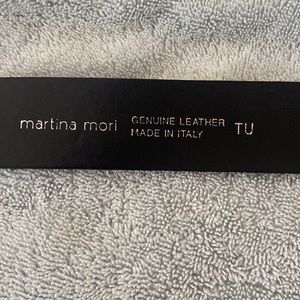 martina mori
GENUINE LEATHER
MADE IN ITALY
TU